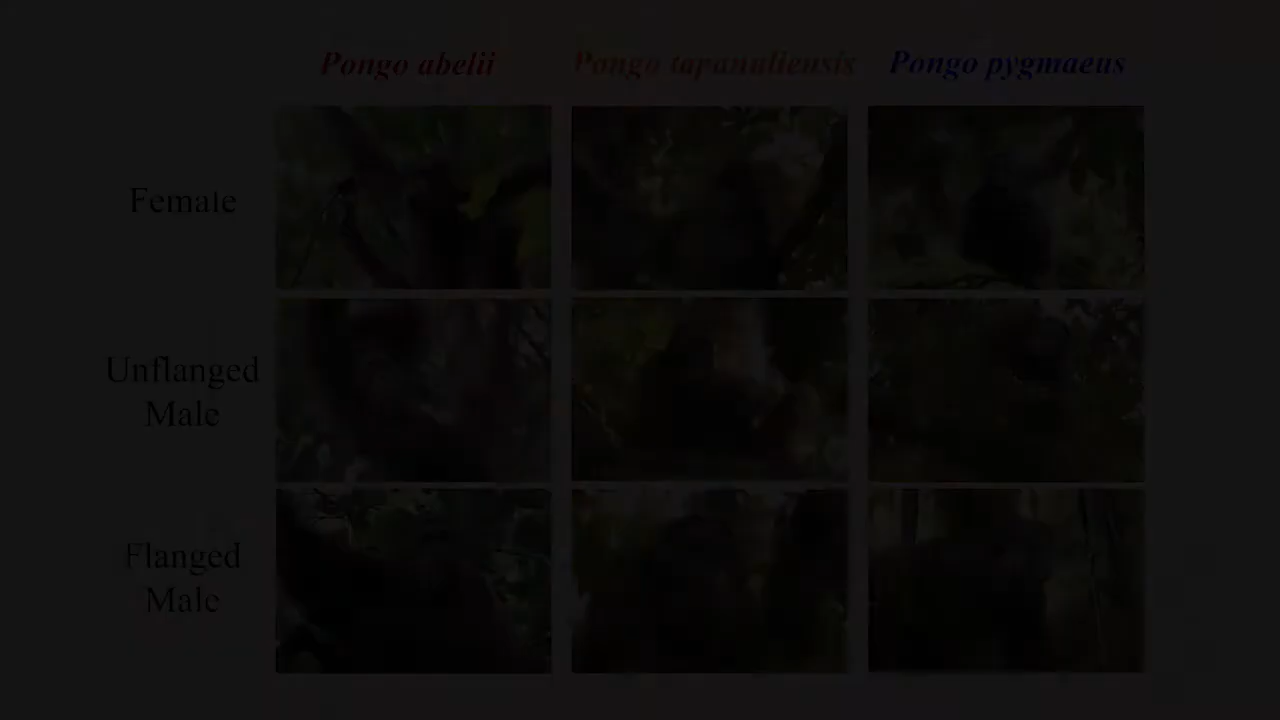 Pongo abelii Pongo tapanuliensis Pongo pygmaeus
Female
Unflanged
Male
Flanged
Male